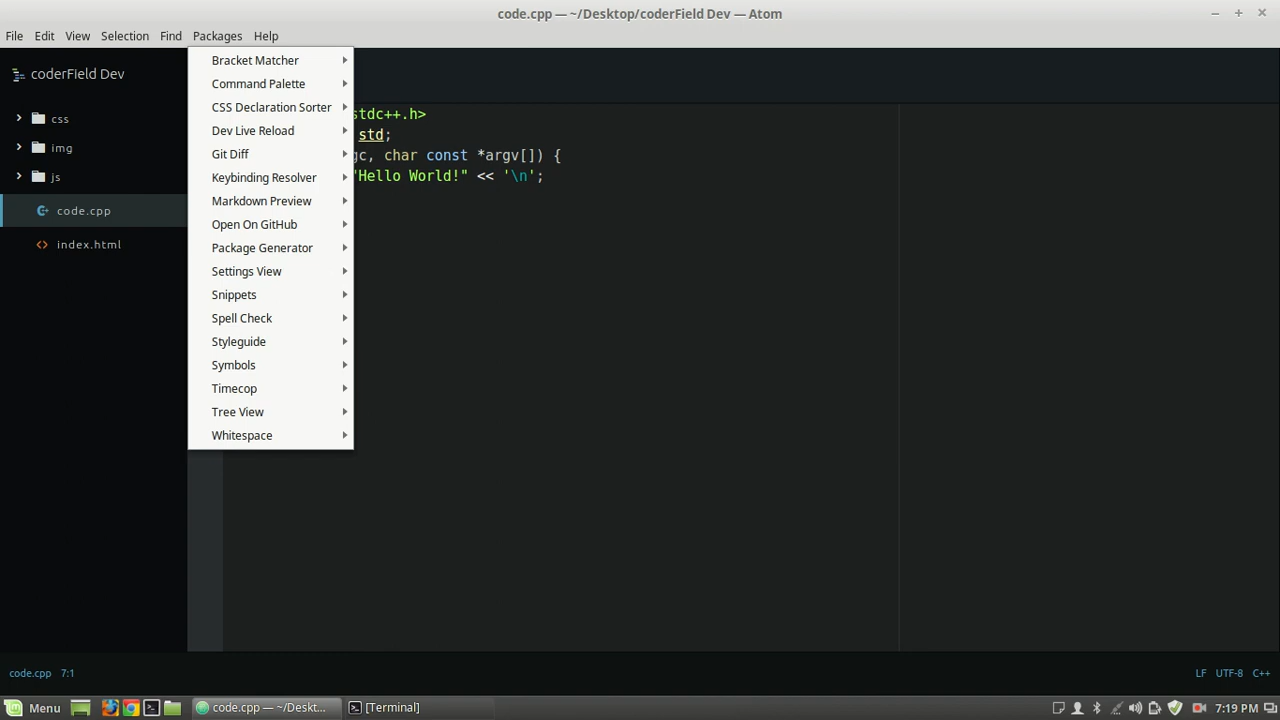 code.cpp — ~/Desktop/coderField Dev — Atom
File Edit View Selection Find Packages Help
coderField Dev
css
img
js
code.cpp
index.html
Bracket Matcher
Command Palette
CSS Declaration Sorter
Dev Live Reload
Git Diff
Keybinding Resolver
Markdown Preview
Open On GitHub
Package Generator
Settings View
Snippets
Spell Check
Styleguide
Symbols
Timecop
Tree View
Whitespace
stdc++.h>
std;
gc, char const *argv[]) {
"Hello World!" << '\n';
code.cpp 7:1
LF UTF-8 C++
Menu code.cpp — ~/Deskt... [Terminal] 7:19 PM